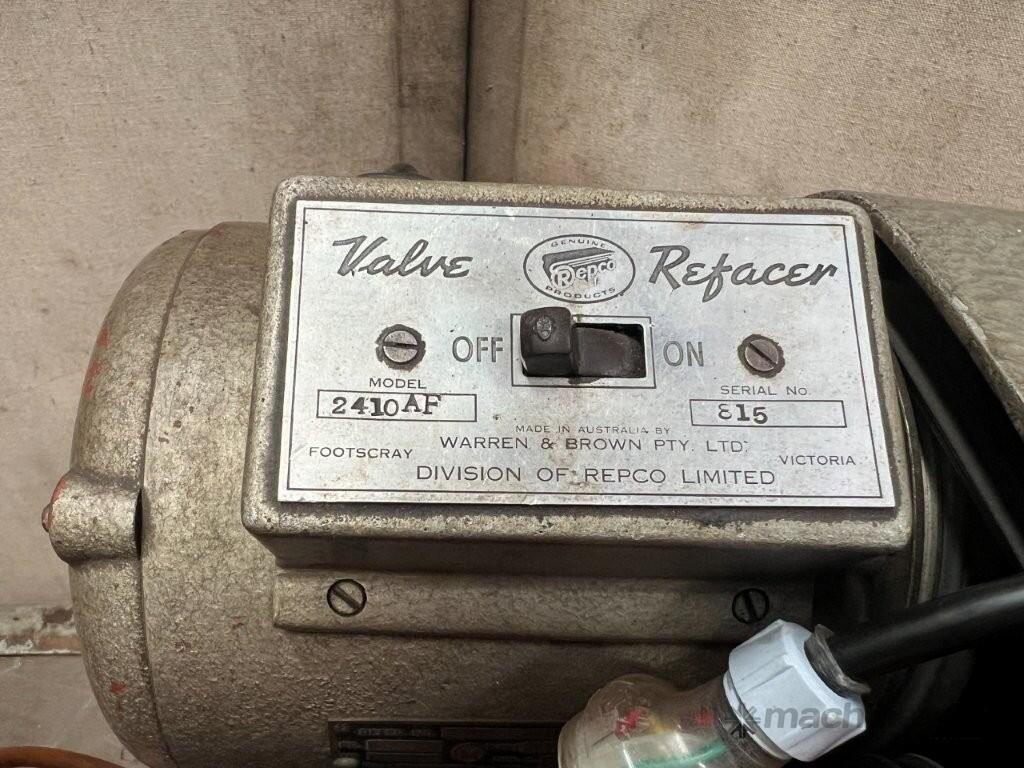 Valve GENUINE Repco PRODUCTS Refacer
OFF ON
MODEL SERIAL No.
2410AF 815
MADE IN AUSTRALIA BY
FOOTSCRAY WARREN & BROWN PTY. LTD. VICTORIA
DIVISION OF REPCO LIMITED
mach